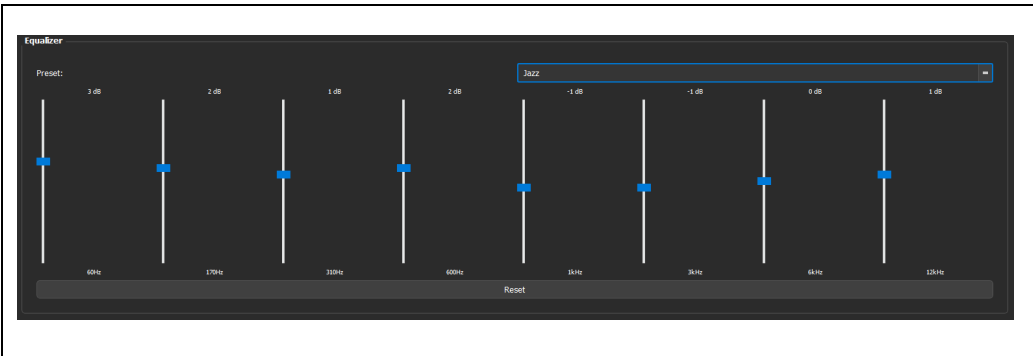 Equalizer
Preset:
Jazz
3 dB 2 dB 1 dB 2 dB -1 dB -1 dB 0 dB 1 dB
60Hz 170Hz 310Hz 600Hz 1kHz 3kHz 6kHz 12kHz
Reset